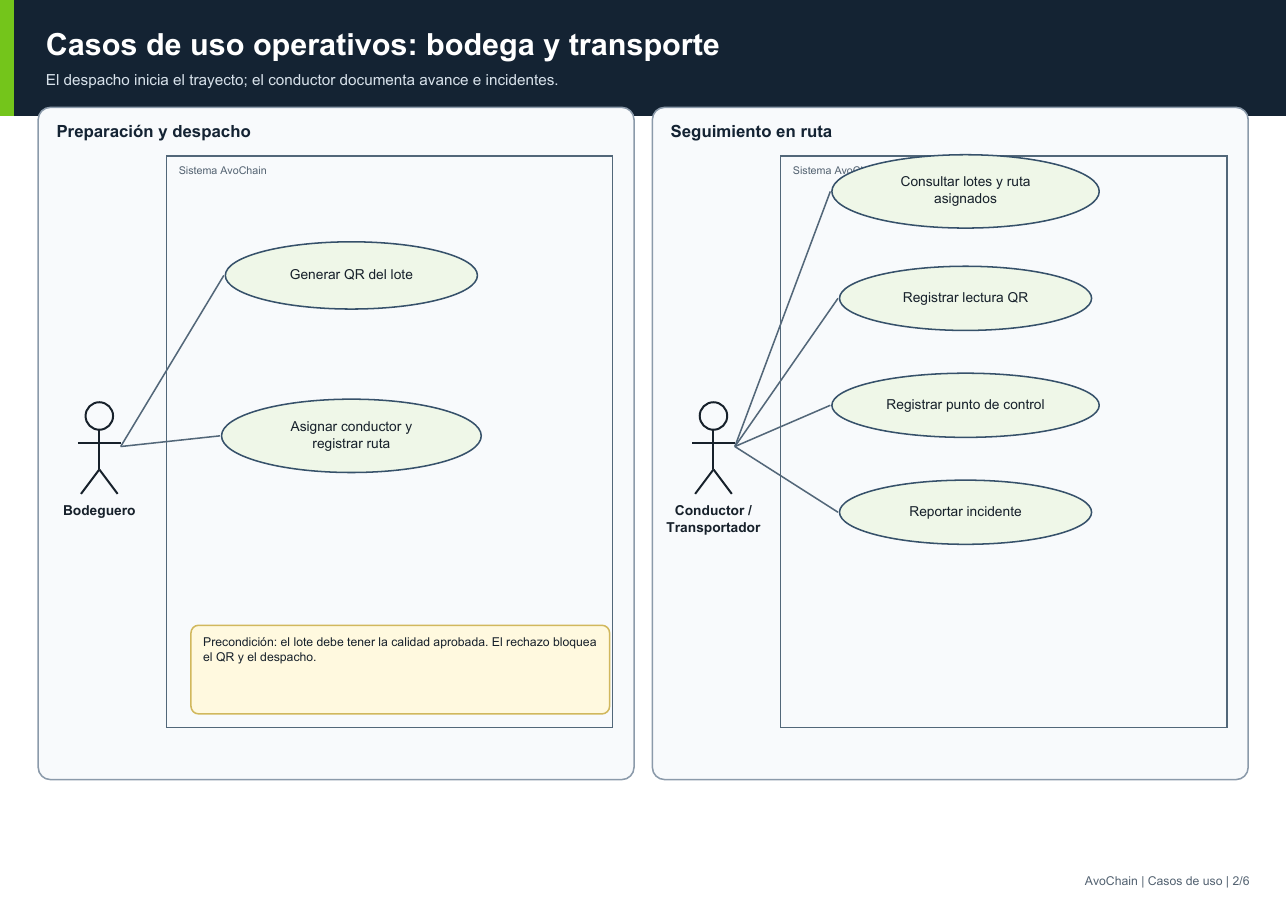 Casos de uso operativos: bodega y transporte
El despacho inicia el trayecto; el conductor documenta avance e incidentes.
Preparación y despacho
Sistema AvoChain
Generar QR del lote
Asignar conductor y
registrar ruta
Bodeguero
Precondición: el lote debe tener la calidad aprobada. El rechazo bloquea
el QR y el despacho.
Seguimiento en ruta
Sistema
Consultar lotes y ruta
asignados
Registrar lectura QR
Registrar punto de control
Reportar incidente
Conductor /
Transportador
AvoChain | Casos de uso | 2/6